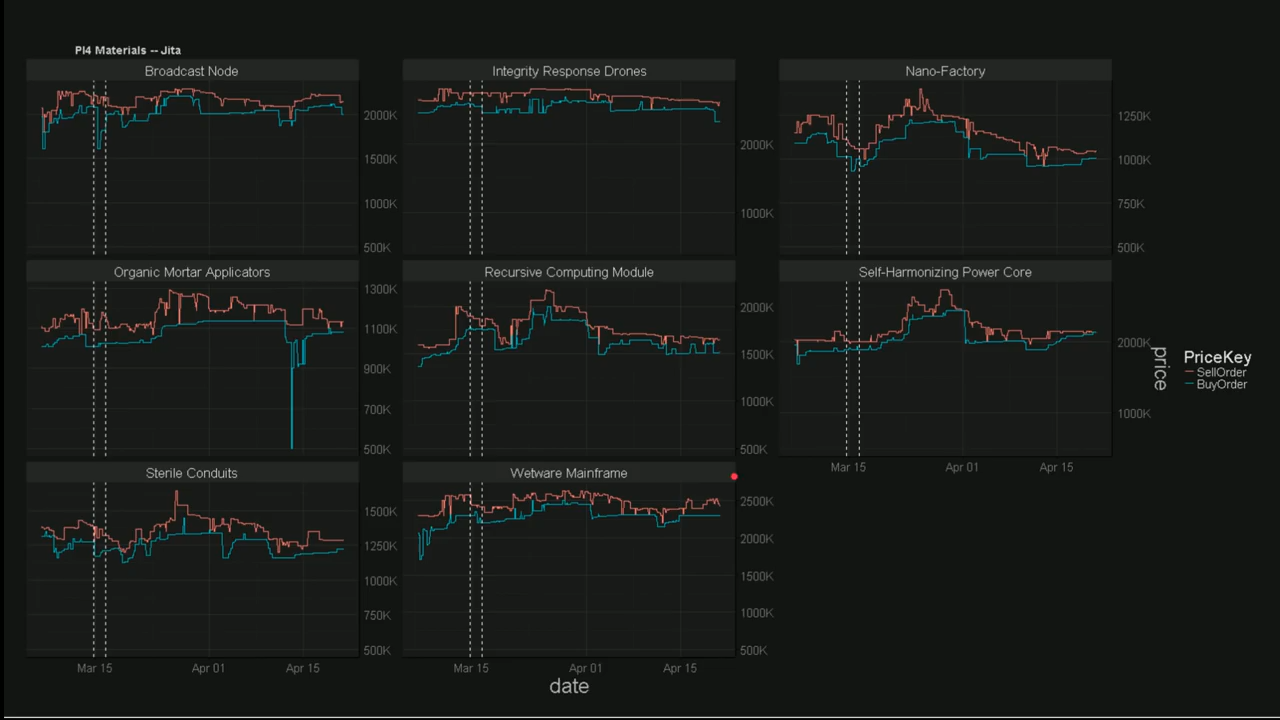 PI4 Materials -- Jita
Broadcast Node
2000K
1500K
1000K
500K
Integrity Response Drones
2000K
1000K
Nano-Factory
1250K
1000K
750K
500K
Organic Mortar Applicators
1300K
1100K
900K
700K
500K
Recursive Computing Module
2000K
1500K
1000K
500K
Self-Harmonizing Power Core
2000K
1000K
Mar 15
Apr 01
Apr 15
price
PriceKey
SellOrder
BuyOrder
Sterile Conduits
1500K
1250K
1000K
750K
500K
Mar 15
Apr 01
Apr 15
Wetware Mainframe
2500K
2000K
1500K
1000K
500K
Mar 15
Apr 01
Apr 15
date